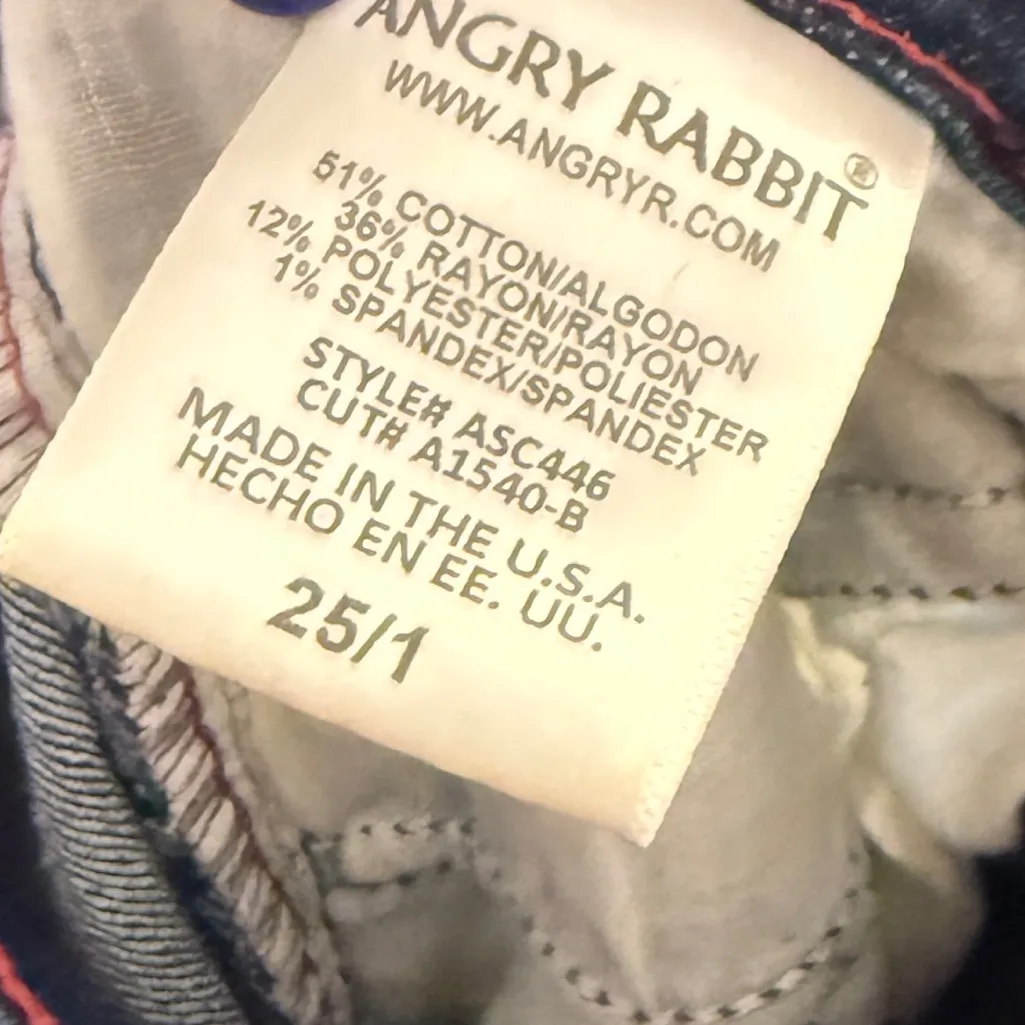 ANGRY RABBIT®
WWW.ANGRYR.COM
51% COTTON/ALGODON
36% RAYON/RAYON
12% POLYESTER/POLIESTER
1% SPANDEX/SPANDEX
STYLE# ASC446
CUT# A1540-B
MADE IN THE U.S.A.
HECHO EN EE. UU.
25/1